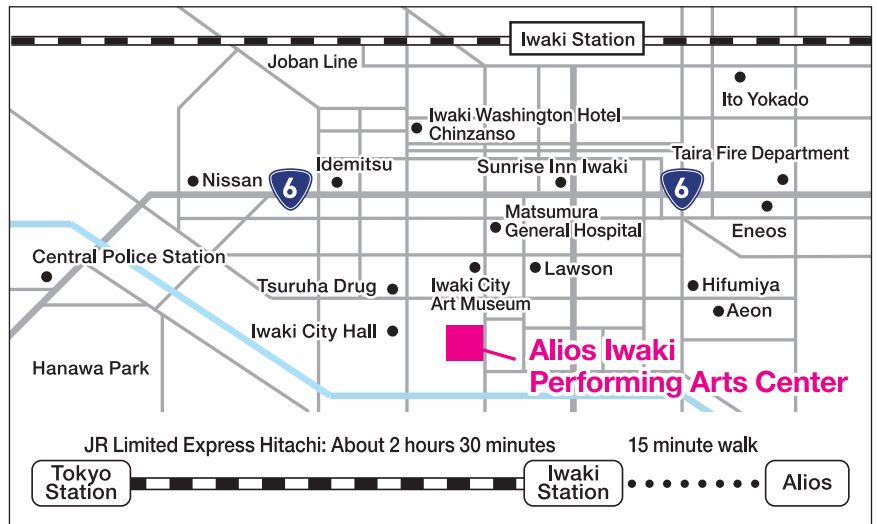 Iwaki Station
Joban Line
Ito Yokado
Iwaki Washington Hotel
Chinzanso
Taira Fire Department
Idemitsu
Sunrise Inn Iwaki
Nissan
6
6
Matsumura
General Hospital
Eneos
Central Police Station
Lawson
Tsuruha Drug
Iwaki City
Art Museum
Hifumiya
Aeon
Iwaki City Hall
Alios Iwaki
Performing Arts Center
Hanawa Park
JR Limited Express Hitachi: About 2 hours 30 minutes
15 minute walk
Tokyo
Station
Iwaki
Station
Alios